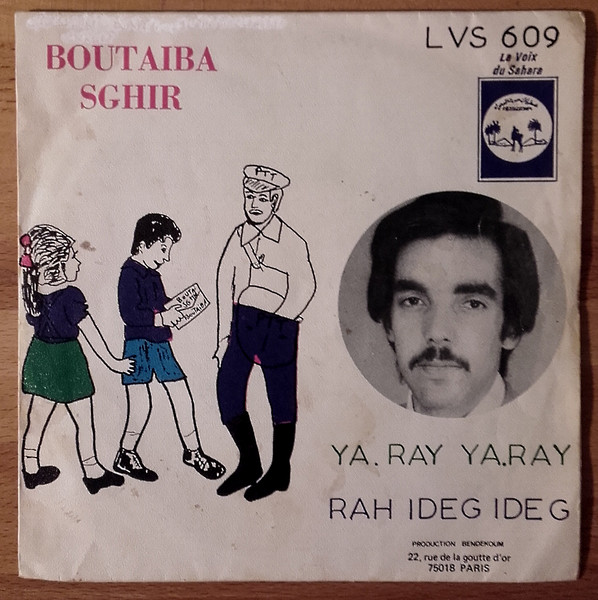 BOUTAIBA
SGHIR
LVS 609
La Voix
du Sahara
PTT
YA. RAY YA.RAY
RAH IDEG IDEG
PRODUCTION BENDEKOUM
22, rue de la goutte d'or
75018 PARIS